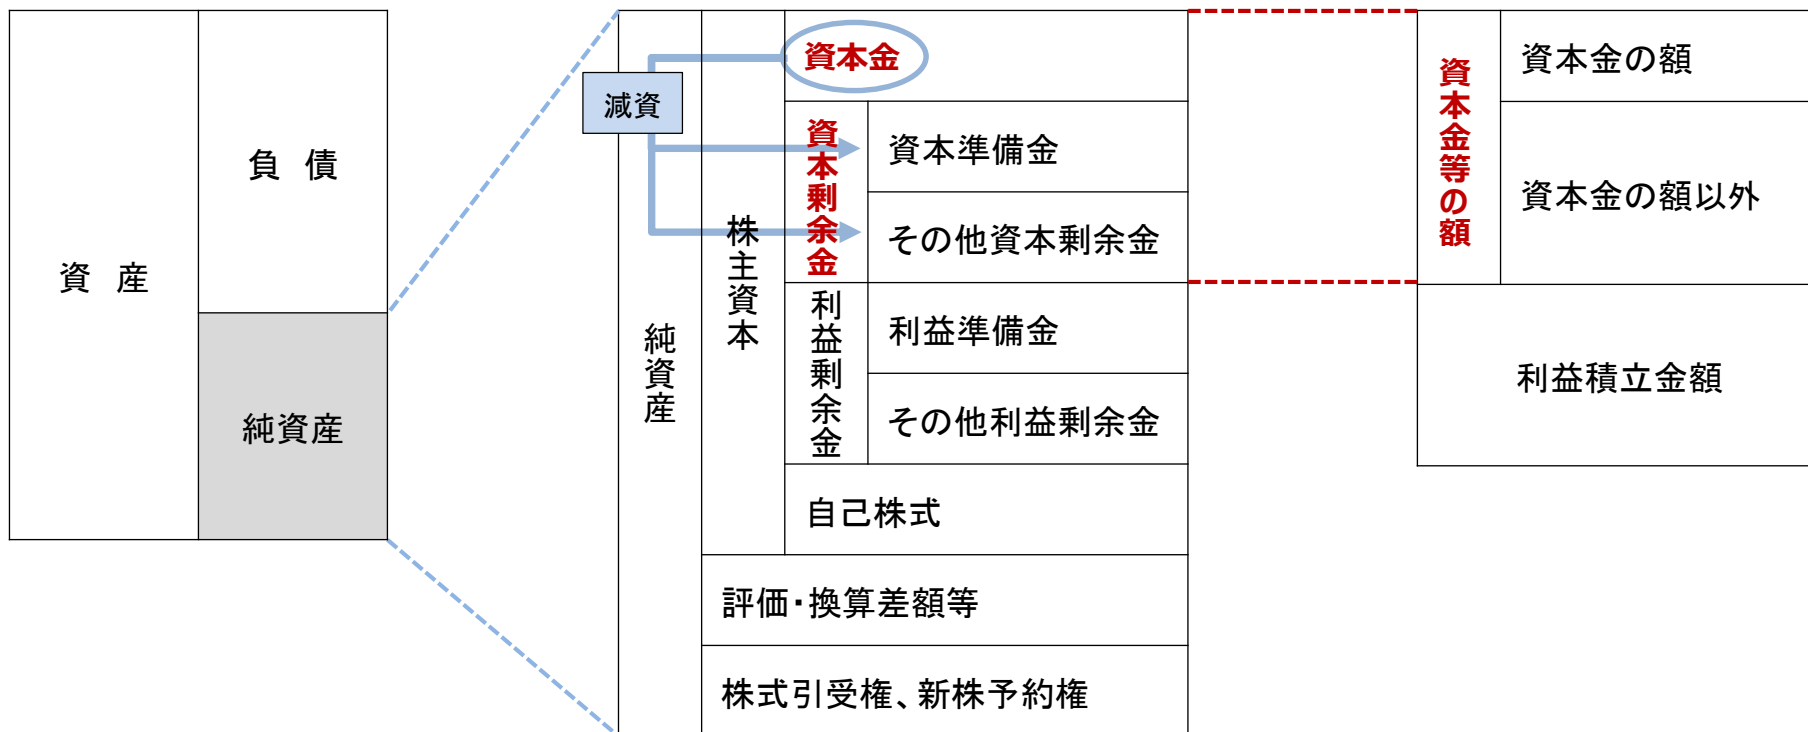 資 産
負 債
純資産
純資産
株主資本
減資
資本金
資本剰余金
資本準備金
その他資本剰余金
利益剰余金
利益準備金
その他利益剰余金
自己株式
評価・換算差額等
株式引受権、新株予約権
資本金等の額
資本金の額
資本金の額以外
利益積立金額